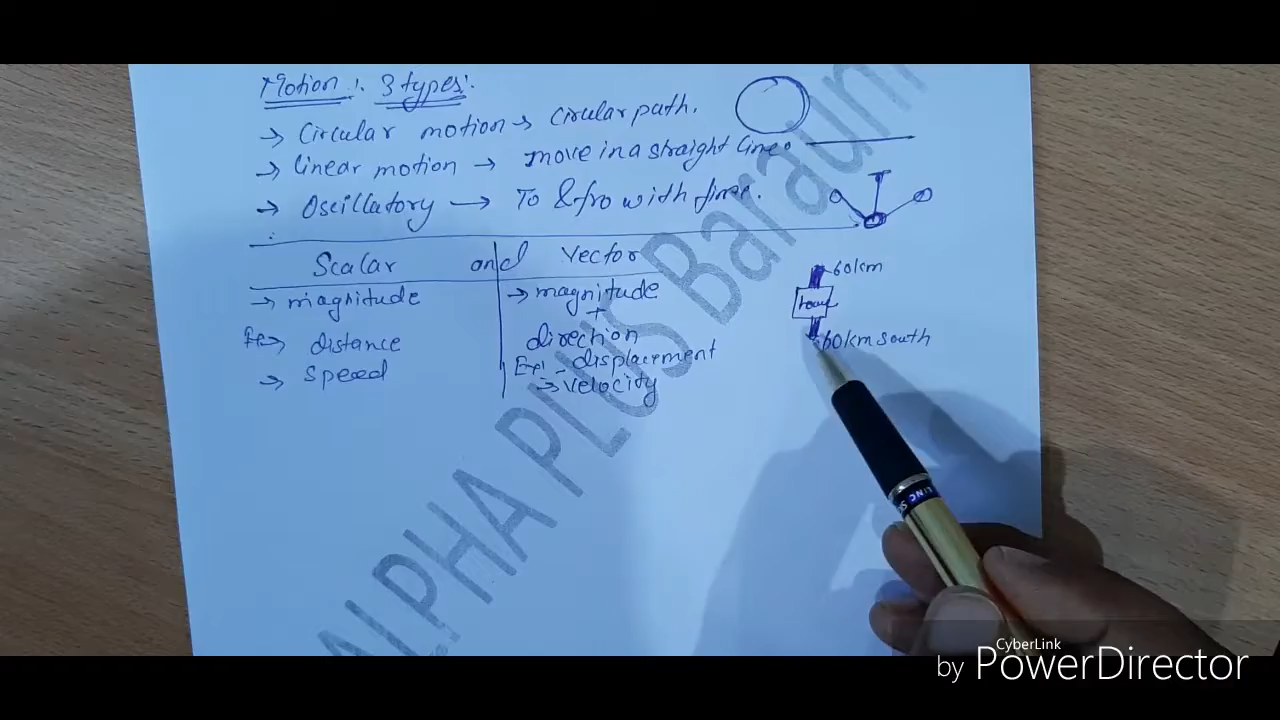 Motion :. 3 types:
→ Circular motion → circular path.
→ linear motion → move in a straight line.
→ Oscillatory → To & fro with time.
Scalar and Vector
→ magnitude
→ distance
→ speed
→ magnitude
+
direction
Ex! - displacement
→ velocity
60km
60km south
ALPHA PLUS Barauni
CyberLink
by PowerDirector